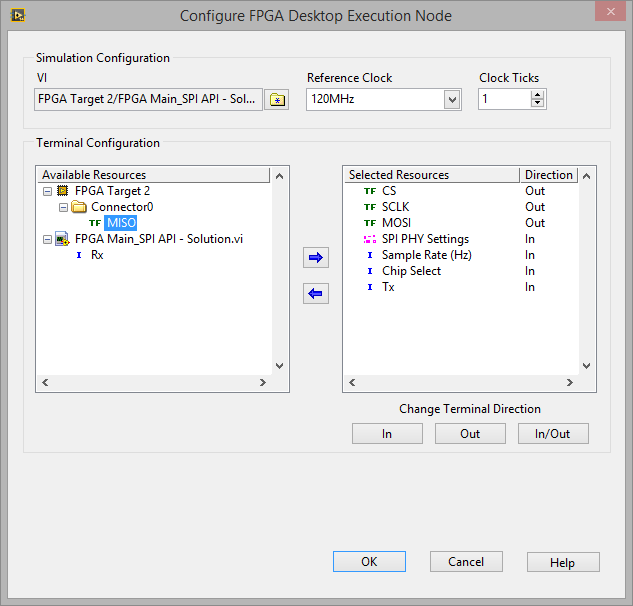 Configure FPGA Desktop Execution Node
Simulation Configuration
VI
Reference Clock
Clock Ticks
FPGA Target 2/FPGA Main_SPI API - Sol...
120MHz
1
Terminal Configuration
Available Resources
FPGA Target 2
Connector0
TF MISO
FPGA Main_SPI API - Solution.vi
I Rx
Selected Resources Direction
TF CS Out
TF SCLK Out
TF MOSI Out
SPI PHY Settings In
I Sample Rate (Hz) In
I Chip Select In
I Tx In
Change Terminal Direction
In
Out
In/Out
OK
Cancel
Help